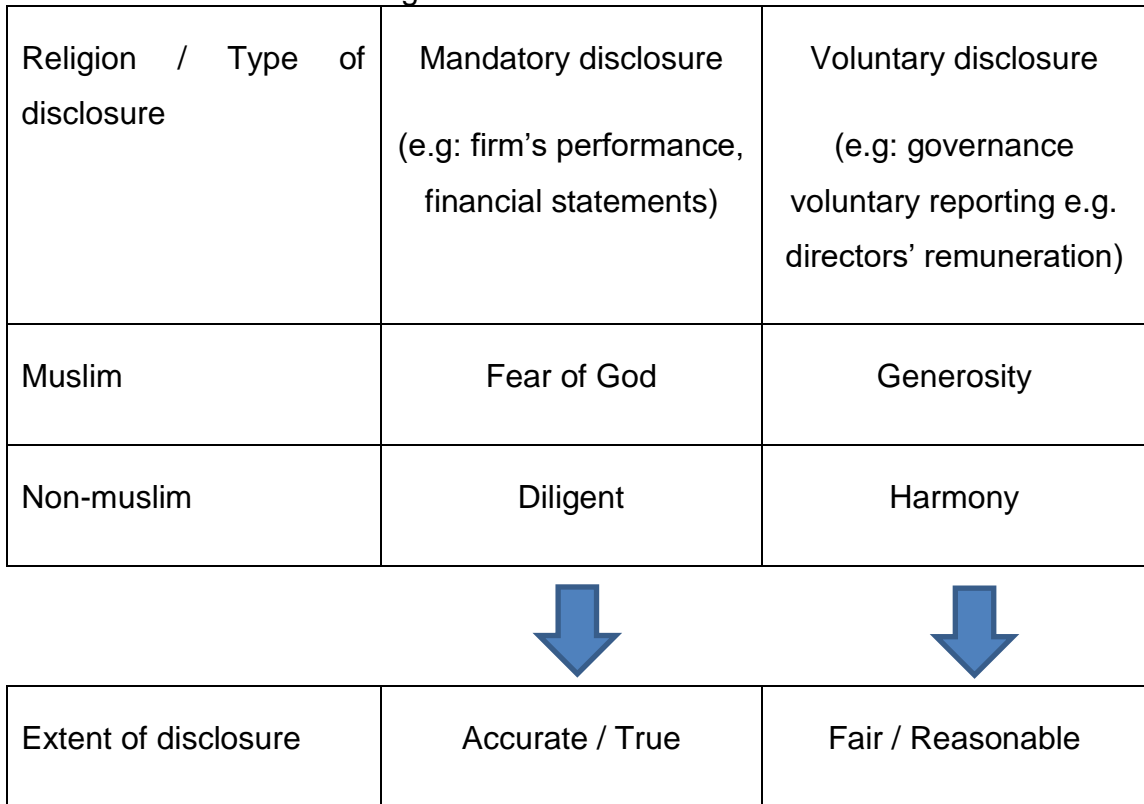 Religion / Type of
disclosure
Mandatory disclosure
(e.g: firm’s performance,
financial statements)
Voluntary disclosure
(e.g: governance
voluntary reporting e.g.
directors’ remuneration)
Muslim
Fear of God
Generosity
Non-muslim
Diligent
Harmony
Extent of disclosure
Accurate / True
Fair / Reasonable